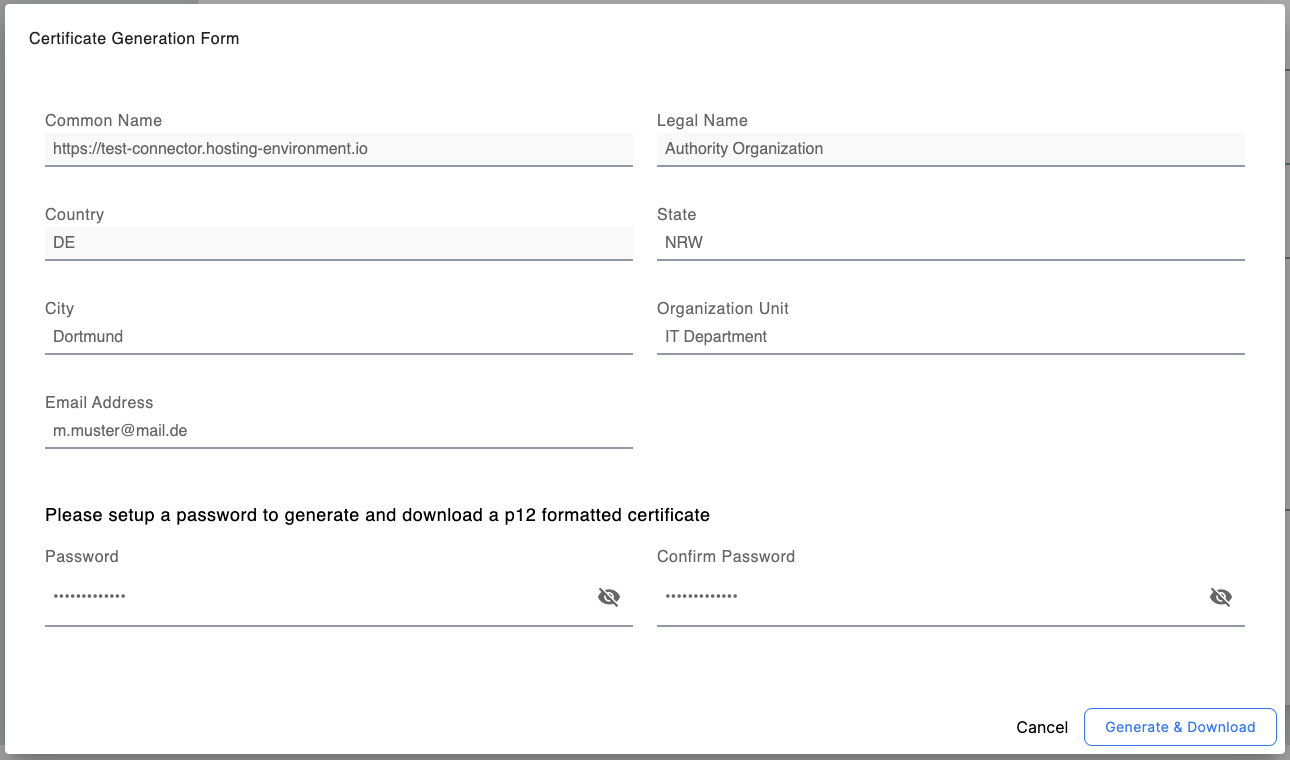 Certificate Generation Form
Common Name
https://test-connector.hosting-environment.io
Legal Name
Authority Organization
Country
DE
State
NRW
City
Dortmund
Organization Unit
IT Department
Email Address
m.muster@mail.de
Please setup a password to generate and download a p12 formatted certificate
Password
•••••••••••••
Confirm Password
•••••••••••••
Cancel
Generate & Download